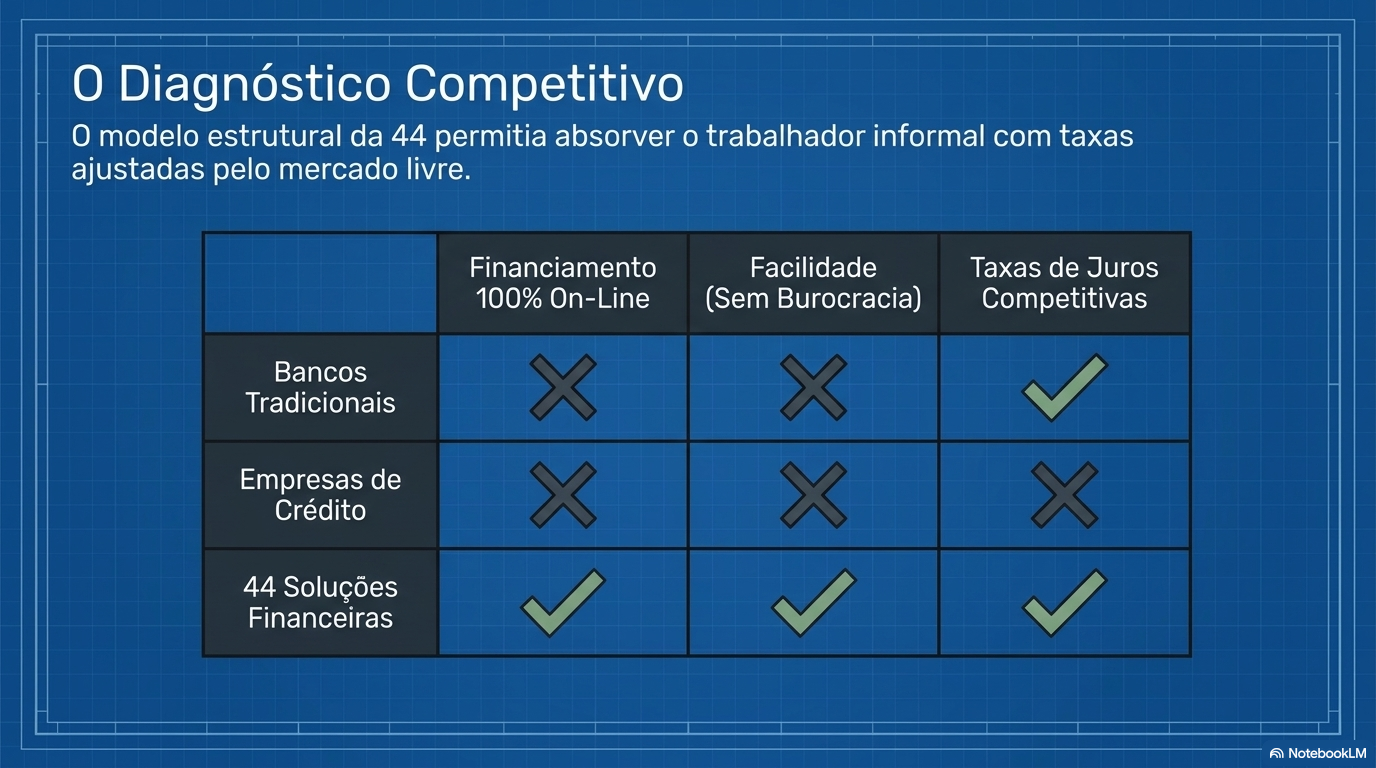 O Diagnóstico Competitivo
O modelo estrutural da 44 permitia absorver o trabalhador informal com taxas
ajustadas pelo mercado livre.
Financiamento
100% On-Line
Facilidade
(Sem Burocracia)
Taxas de Juros
Competitivas
Bancos
Tradicionais
Empresas de
Crédito
44 Soluções
Financeiras
NotebookLM